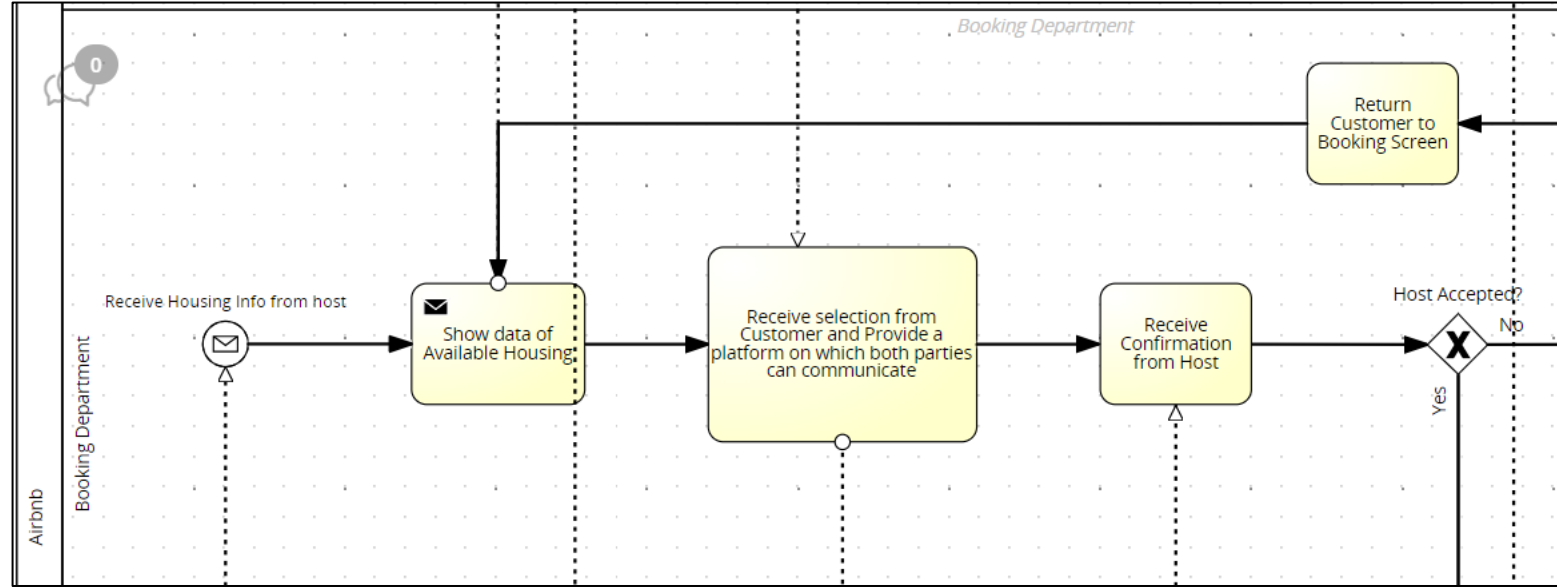 Booking Department
0
Return
Customer to
Booking Screen
Receive Housing Info from host
Show data of
Available Housing
Receive selection from
Customer and Provide a
platform on which both parties
can communicate
Receive
Confirmation
from Host
Host Accepted?
X
No
Yes
Booking Department
Airbnb